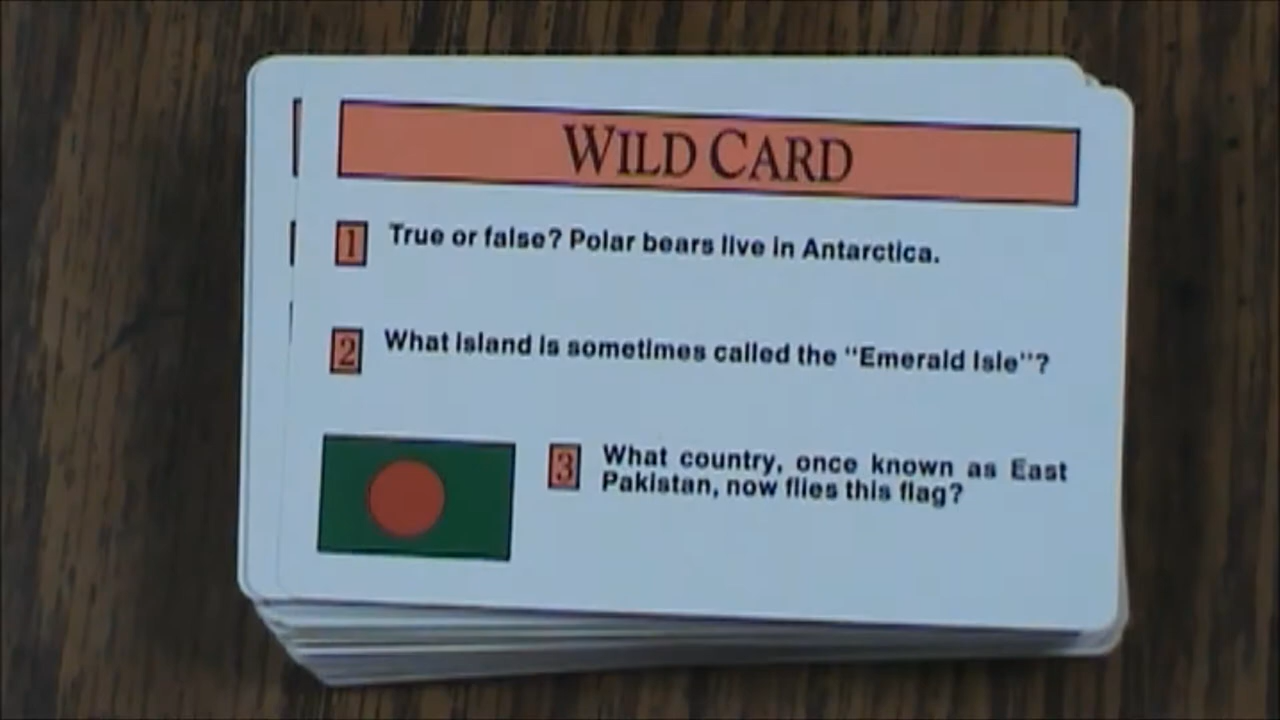 WILD CARD
1 True or false? Polar bears live in Antarctica.
2 What island is sometimes called the "Emerald Isle"?
3 What country, once known as East
Pakistan, now flies this flag?